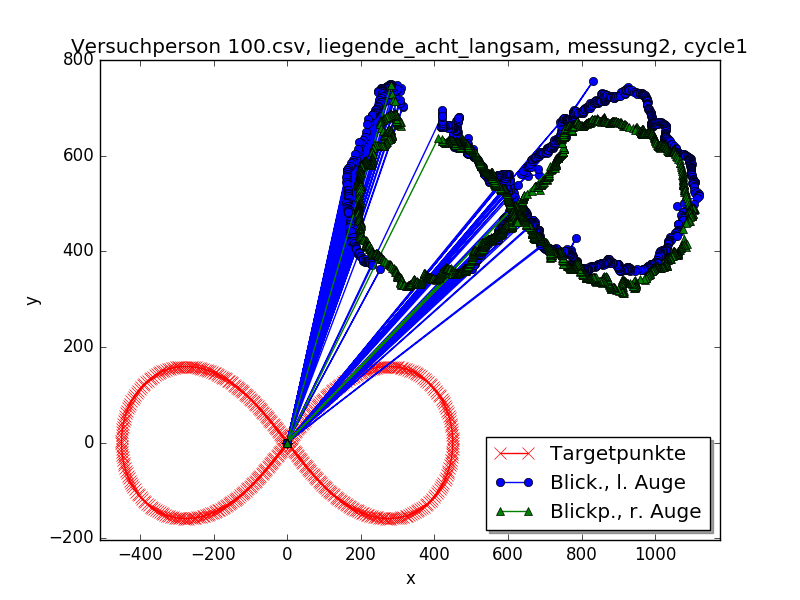 Versuchperson 100.csv, liegende_acht_langsam, messung2, cycle1
800
600
400
200
0
−200
y
−400 −200 0 200 400 600 800 1000
x
Targetpunkte
Blick., l. Auge
Blickp., r. Auge